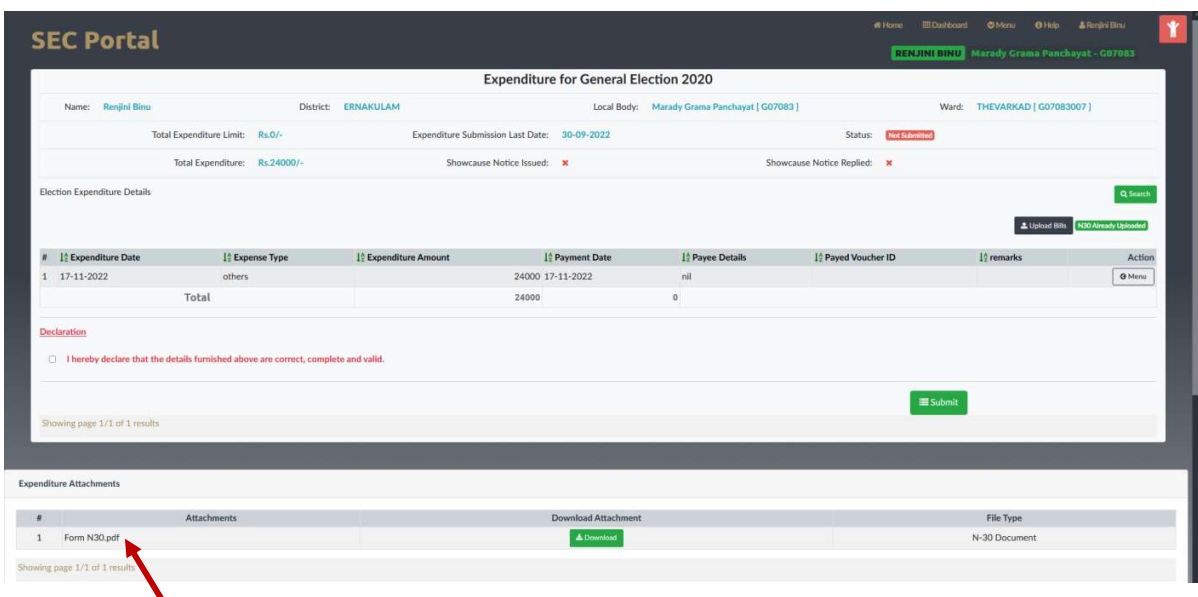 Home Dashboard Menu Help Renjini Binu
SEC Portal
RENJINI BINU Marady Grama Panchayat - G07083
Expenditure for General Election 2020
Name: Renjini Binu District: ERNAKULAM Local Body: Marady Grama Panchayat [ G07083 ] Ward: THEVARKAD [ G07083007 ]
Total Expenditure Limit: Rs.0/- Expenditure Submission Last Date: 30-09-2022 Status: Not Submitted
Total Expenditure: Rs.24000/- Showcause Notice Issued: Showcause Notice Replied:
Election Expenditure Details Search
Upload Bills N30 Already Uploaded
# Expenditure Date Expense Type Expenditure Amount Payment Date Payee Details Payed Voucher ID remarks Action
1 17-11-2022 others 24000 17-11-2022 nil Menu
Total 24000 0
Declaration
I hereby declare that the details furnished above are correct, complete and valid.
Submit
Showing page 1/1 of 1 results
Expenditure Attachments
# Attachments Download Attachment File Type
1 Form N30.pdf Download N-30 Document
Showing page 1/1 of 1 results